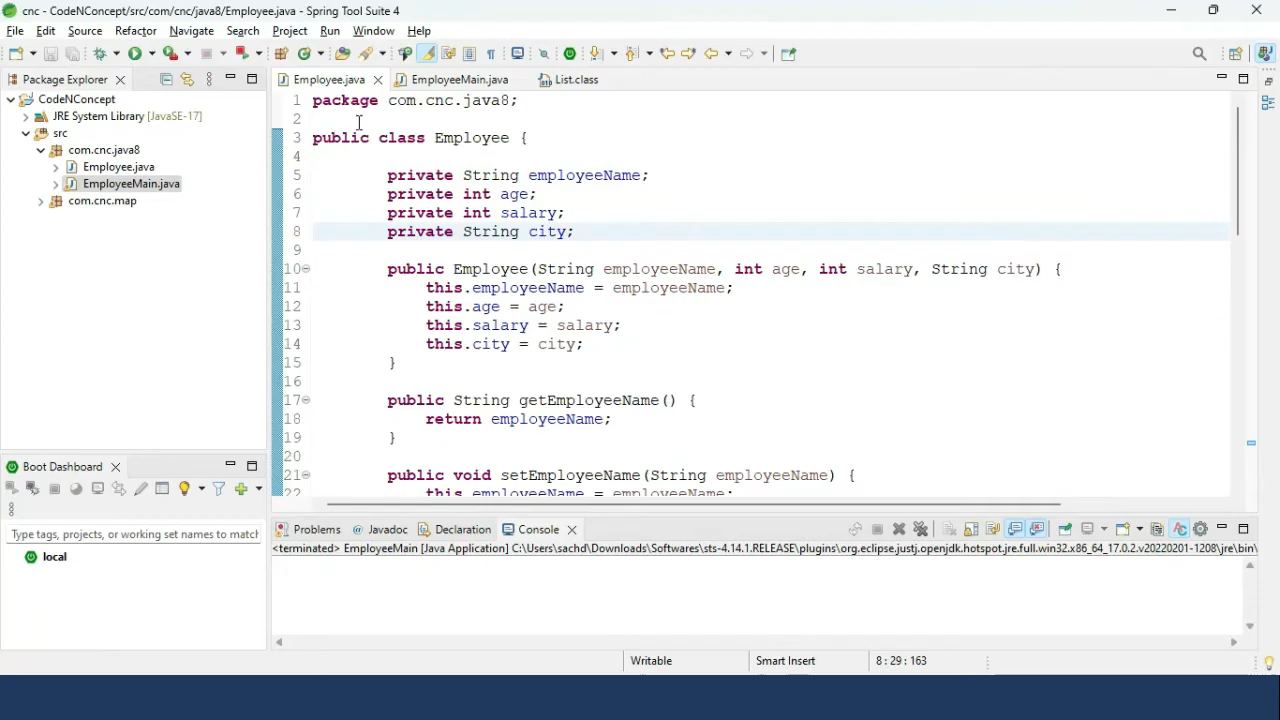 cnc - CodeNConcept/src/com/cnc/java8/Employee.java - Spring Tool Suite 4
File Edit Source Refactor Navigate Search Project Run Window Help
Package Explorer
Employee.java EmployeeMain.java List.class
CodeNConcept
JRE System Library [JavaSE-17]
src
com.cnc.java8
Employee.java
EmployeeMain.java
com.cnc.map
1 package com.cnc.java8;
2
3 public class Employee {
4
5 private String employeeName;
6 private int age;
7 private int salary;
8 private String city;
9
10 public Employee(String employeeName, int age, int salary, String city) {
11 this.employeeName = employeeName;
12 this.age = age;
13 this.salary = salary;
14 this.city = city;
15 }
16
17 public String getEmployeeName() {
18 return employeeName;
19 }
20
21 public void setEmployeeName(String employeeName) {
22 this.employeeName = employeeName;
Boot Dashboard
Type tags, projects, or working set names to match
local
Problems Javadoc Declaration Console
<terminated> EmployeeMain [Java Application] C:\Users\sachd\Downloads\Softwares\sts-4.14.1.RELEASE\plugins\org.eclipse.justj.openjdk.hotspot.jre.full.win32.x86_64_17.0.2.v20220201-1208\jre\bin\
Writable Smart Insert 8 : 29 : 163